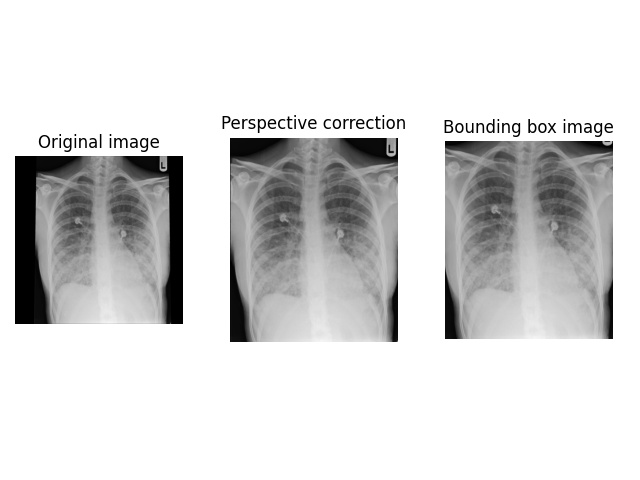 Original image
Perspective correction
Bounding box image
L
L